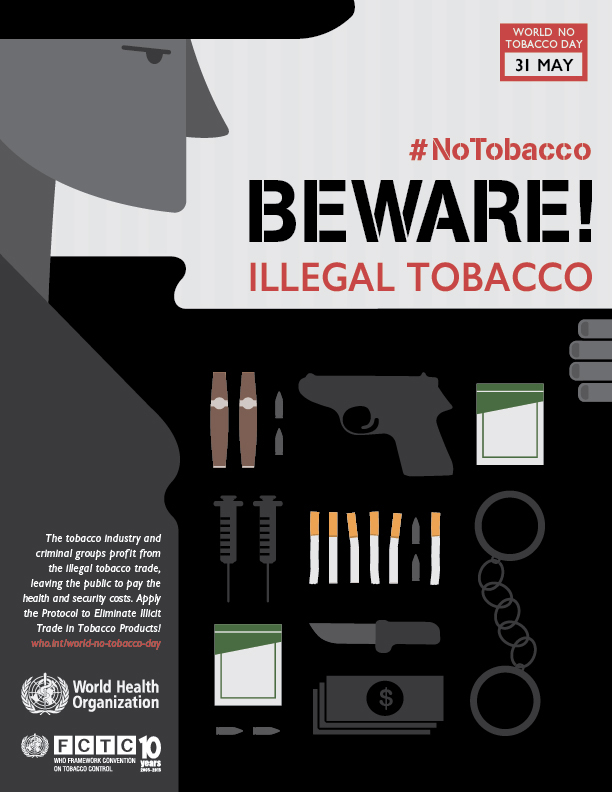 WORLD NO
TOBACCO DAY
31 MAY
#NoTobacco
BEWARE!
ILLEGAL TOBACCO
$
The tobacco industry and
criminal groups profit from
the illegal tobacco trade,
leaving the public to pay the
health and security costs. Apply
the Protocol to Eliminate Illicit
Trade in Tobacco Products!
who.int/world-no-tobacco-day
World Health
Organization
FCTC 10
years
WHO FRAMEWORK CONVENTION
ON TOBACCO CONTROL
2005–2015